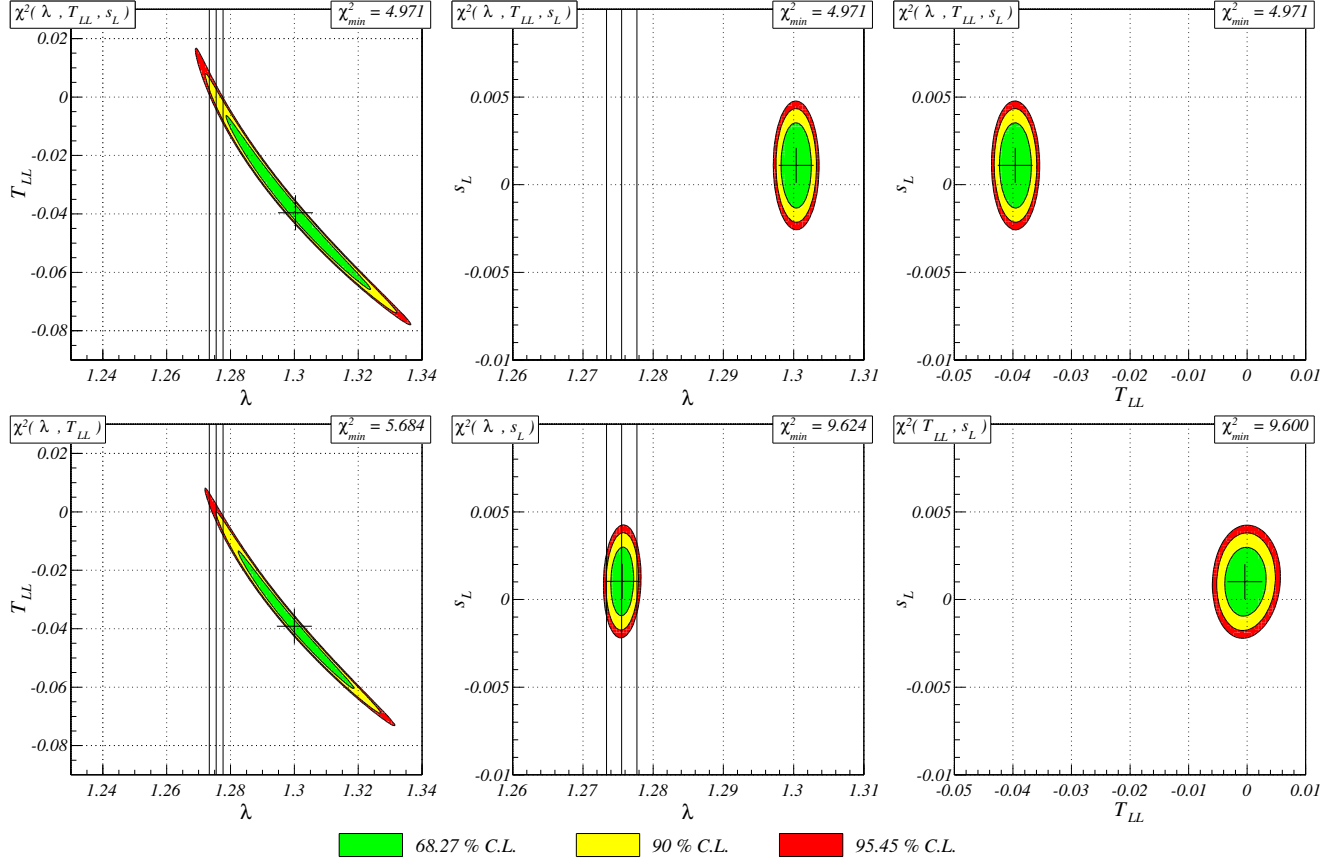 χ²( λ , T_LL , s_L ) χ²_min = 4.971
0.02
0
-0.02
-0.04
-0.06
-0.08
T_LL
1.24 1.26 1.28 1.3 1.32 1.34
λ
χ²( λ , T_LL , s_L ) χ²_min = 4.971
0.005
0
-0.005
-0.01
s_L
1.26 1.27 1.28 1.29 1.3 1.31
λ
χ²( λ , T_LL , s_L ) χ²_min = 4.971
0.005
0
-0.005
-0.01
s_L
-0.05 -0.04 -0.03 -0.02 -0.01 0 0.01
T_LL
χ²( λ , T_LL ) χ²_min = 5.684
0.02
0
-0.02
-0.04
-0.06
-0.08
T_LL
1.24 1.26 1.28 1.3 1.32 1.34
λ
χ²( λ , s_L ) χ²_min = 9.624
0.005
0
-0.005
-0.01
s_L
1.26 1.27 1.28 1.29 1.3 1.31
λ
χ²( T_LL , s_L ) χ²_min = 9.600
0.005
0
-0.005
-0.01
s_L
-0.05 -0.04 -0.03 -0.02 -0.01 0 0.01
T_LL
68.27 % C.L. 90 % C.L. 95.45 % C.L.